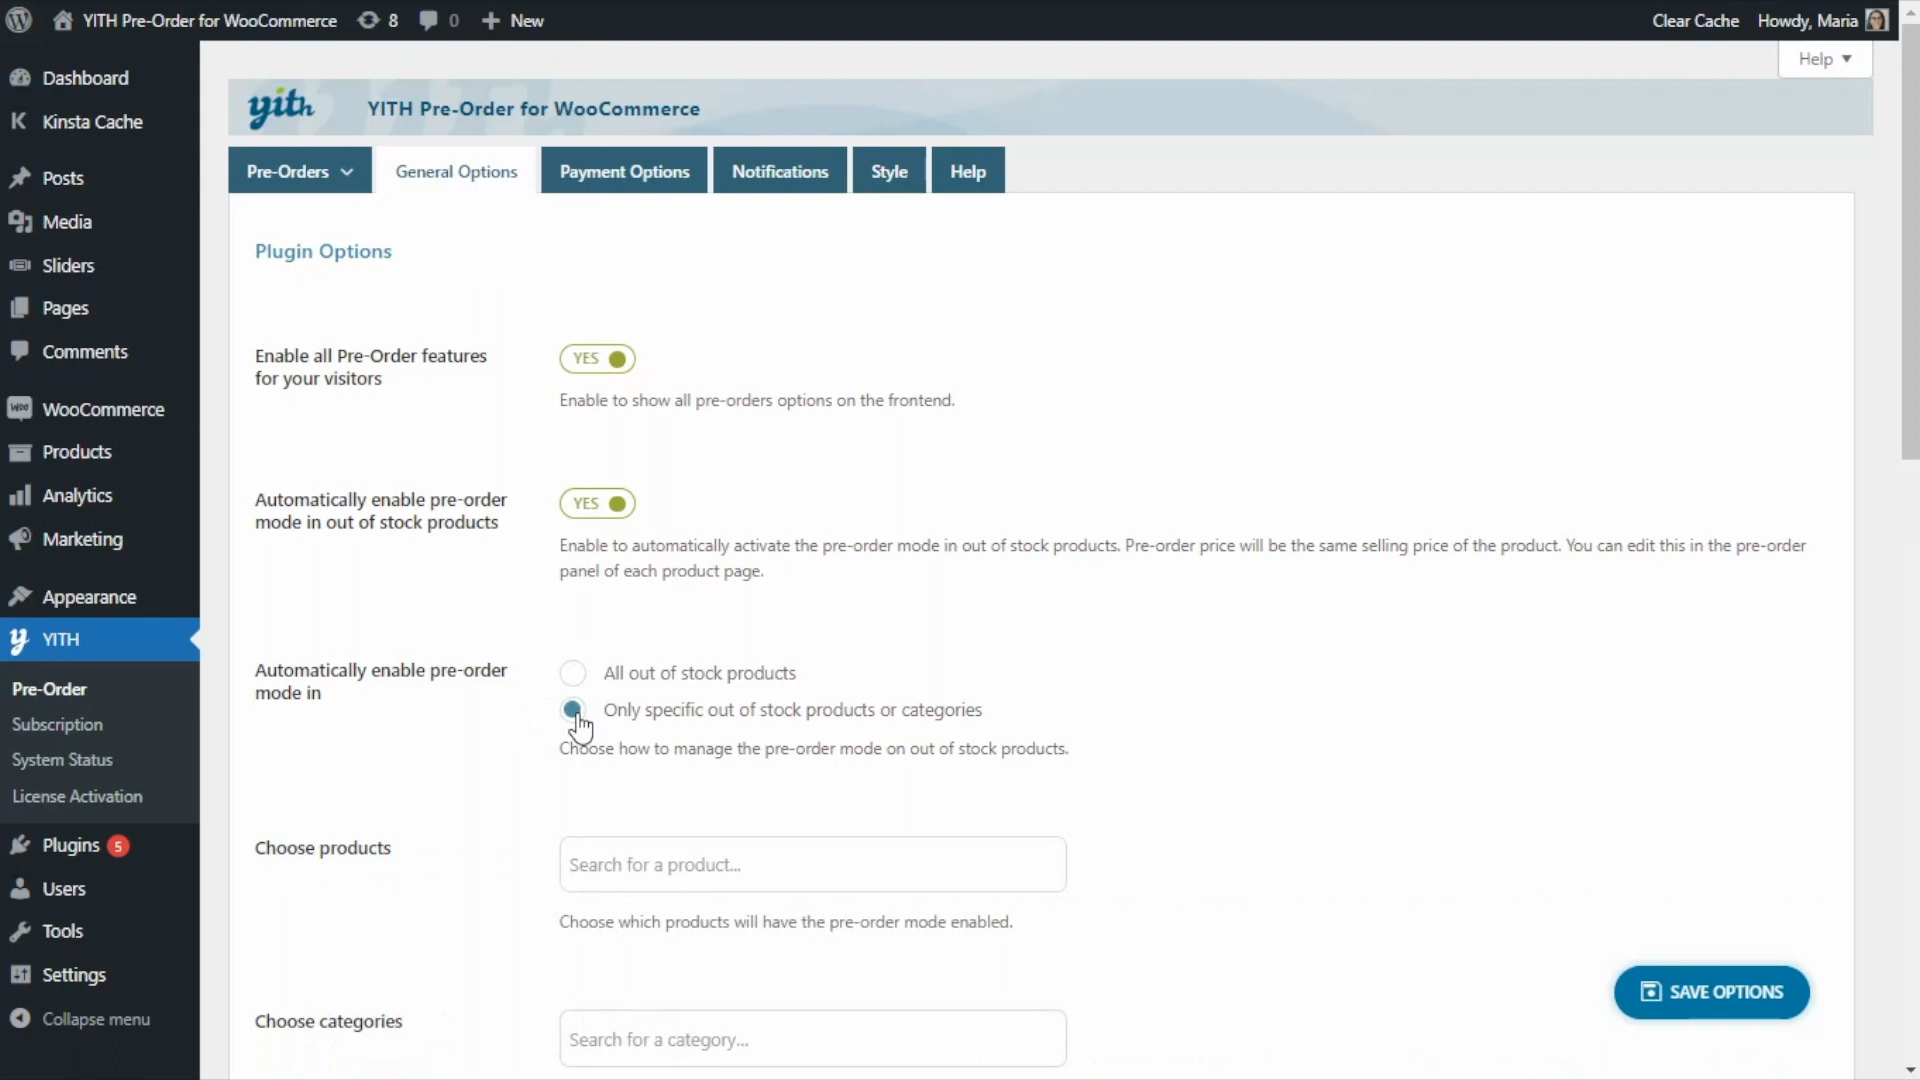 YITH Pre-Order for WooCommerce 8 0 New Clear Cache Howdy, Maria
Help
Dashboard
Kinsta Cache
Posts
Media
Sliders
Pages
Comments
Woo WooCommerce
Products
Analytics
Marketing
Appearance
y YITH
Pre-Order
Subscription
System Status
License Activation
Plugins 5
Users
Tools
Settings
Collapse menu
yith YITH Pre-Order for WooCommerce
Pre-Orders General Options Payment Options Notifications Style Help
Plugin Options
Enable all Pre-Order features
for your visitors
YES
Enable to show all pre-orders options on the frontend.
Automatically enable pre-order
mode in out of stock products
YES
Enable to automatically activate the pre-order mode in out of stock products. Pre-order price will be the same selling price of the product. You can edit this in the pre-order
panel of each product page.
Automatically enable pre-order
mode in
All out of stock products
Only specific out of stock products or categories
Choose how to manage the pre-order mode on out of stock products.
Choose products
Search for a product...
Choose which products will have the pre-order mode enabled.
Choose categories
Search for a category...
SAVE OPTIONS